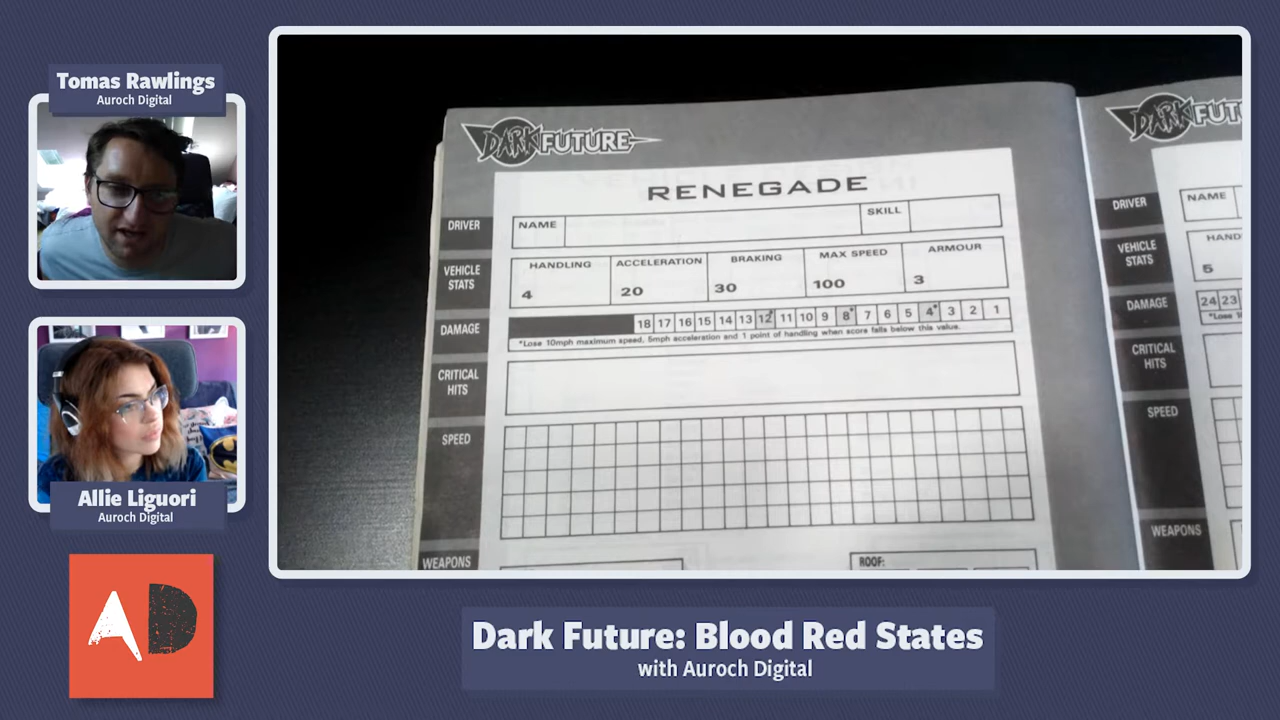 Tomas Rawlings
Auroch Digital
Allie Liguori
Auroch Digital
AD
DARK FUTURE
RENEGADE
DRIVER
NAME
SKILL
VEHICLE
STATS
HANDLING
ACCELERATION
BRAKING
MAX SPEED
ARMOUR
4
20
30
100
3
DAMAGE
18 17 16 15 14 13 12* 11 10 9 8* 7 6 5 4* 3 2 1
*Lose 10mph maximum speed, 5mph acceleration and 1 point of handling when score falls below this value.
CRITICAL
HITS
SPEED
WEAPONS
ROOF:
DARK FUT
DRIVER
NAME
VEHICLE
STATS
HAND
5
DAMAGE
24 23
*Lose
CRITICAL
HITS
SPEED
WEAPONS
Dark Future: Blood Red States
with Auroch Digital